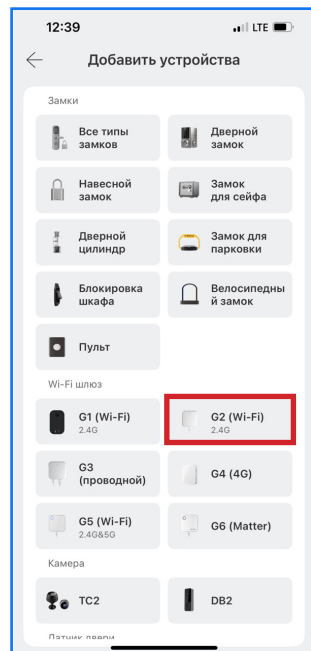 12:39 LTE
Добавить устройства
Замки
Все типы
замков
Дверной
замок
Навесной
замок
Замок
для сейфа
Дверной
цилиндр
Замок для
парковки
Блокировка
шкафа
Велосипедны
й замок
Пульт
Wi-Fi шлюз
G1 (Wi-Fi)
2.4G
G2 (Wi-Fi)
2.4G
G3
(проводной)
G4 (4G)
G5 (Wi-Fi)
2.4G&5G
G6 (Matter)
Камера
TC2
DB2
Датчик двери